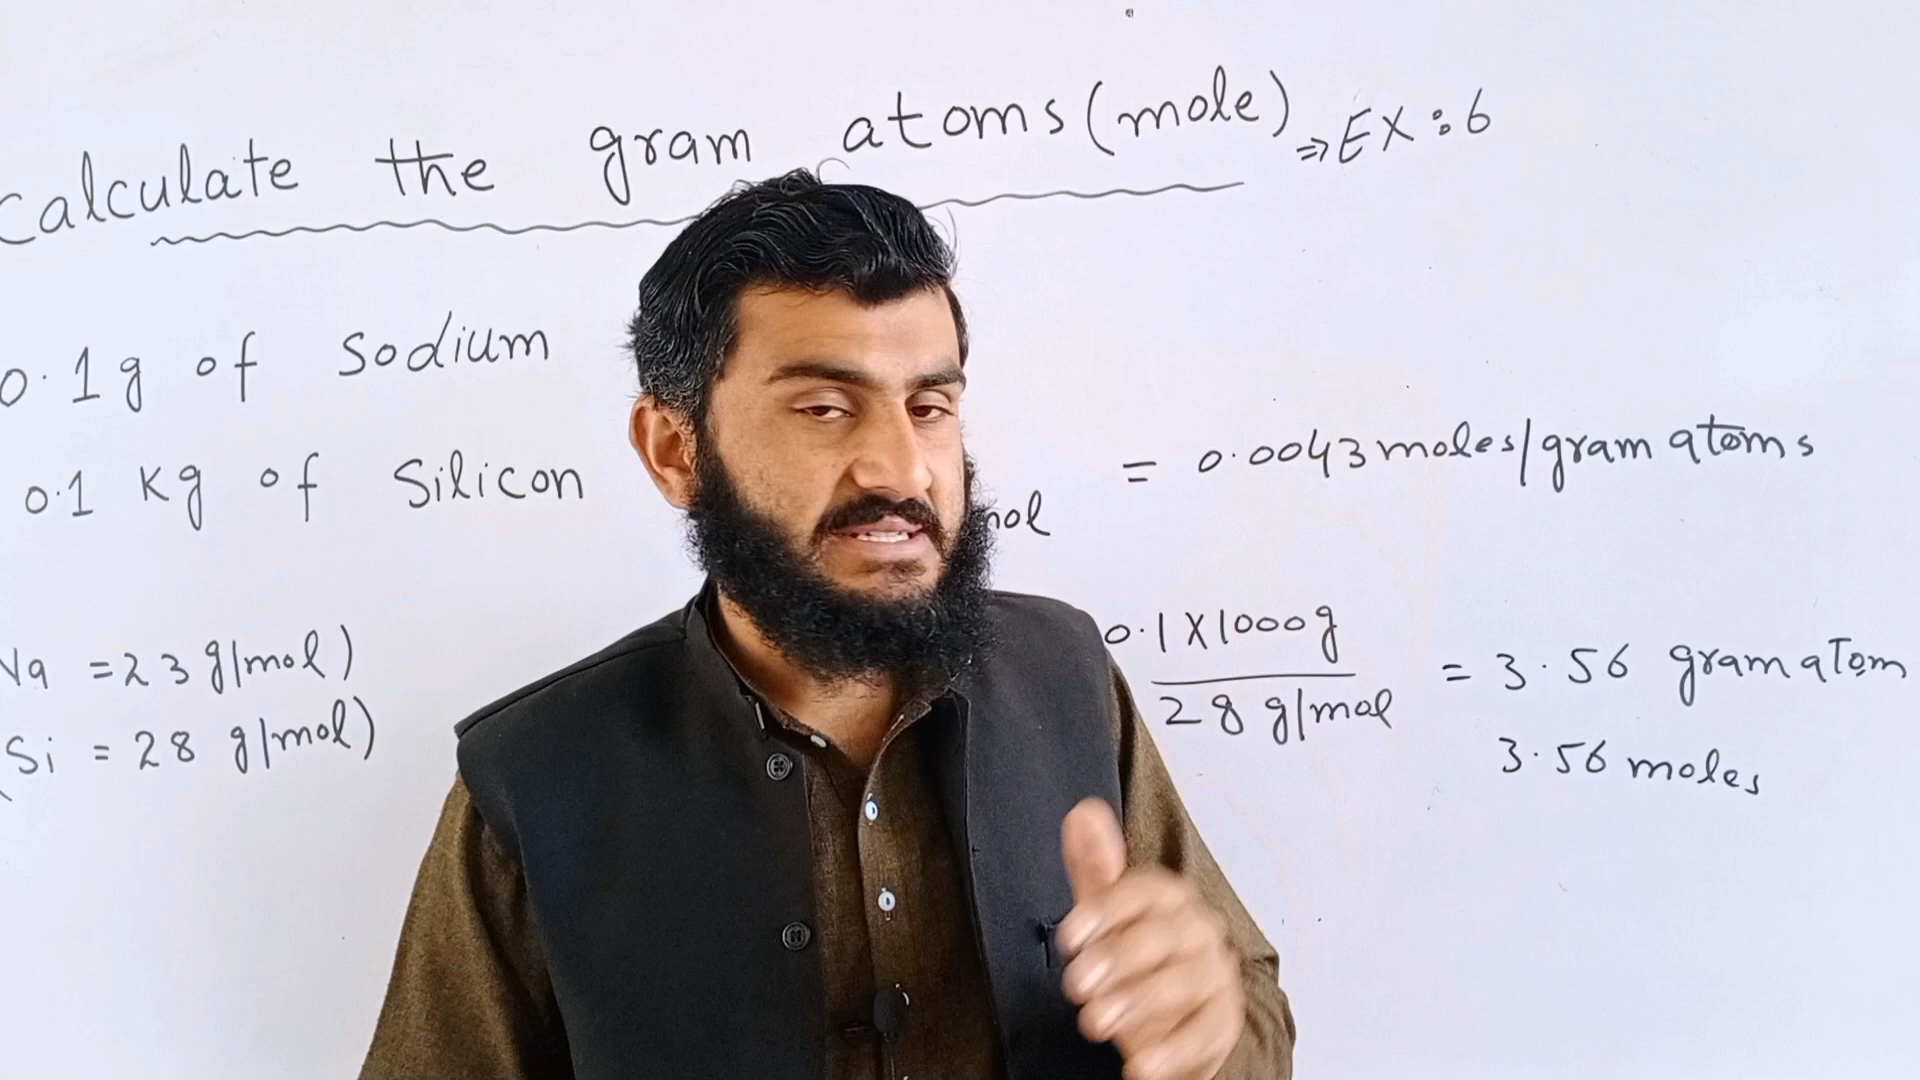 Calculate the gram atoms (mole) ⇒ EX : 6
0.1g of Sodium
0.1 Kg of Silicon
= 0.0043 moles/gram atoms
Na = 23 g/mol)
Si = 28 g/mol)
0.1 X 1000g
28 g/mol
= 3.56 gram atom
3.56 moles